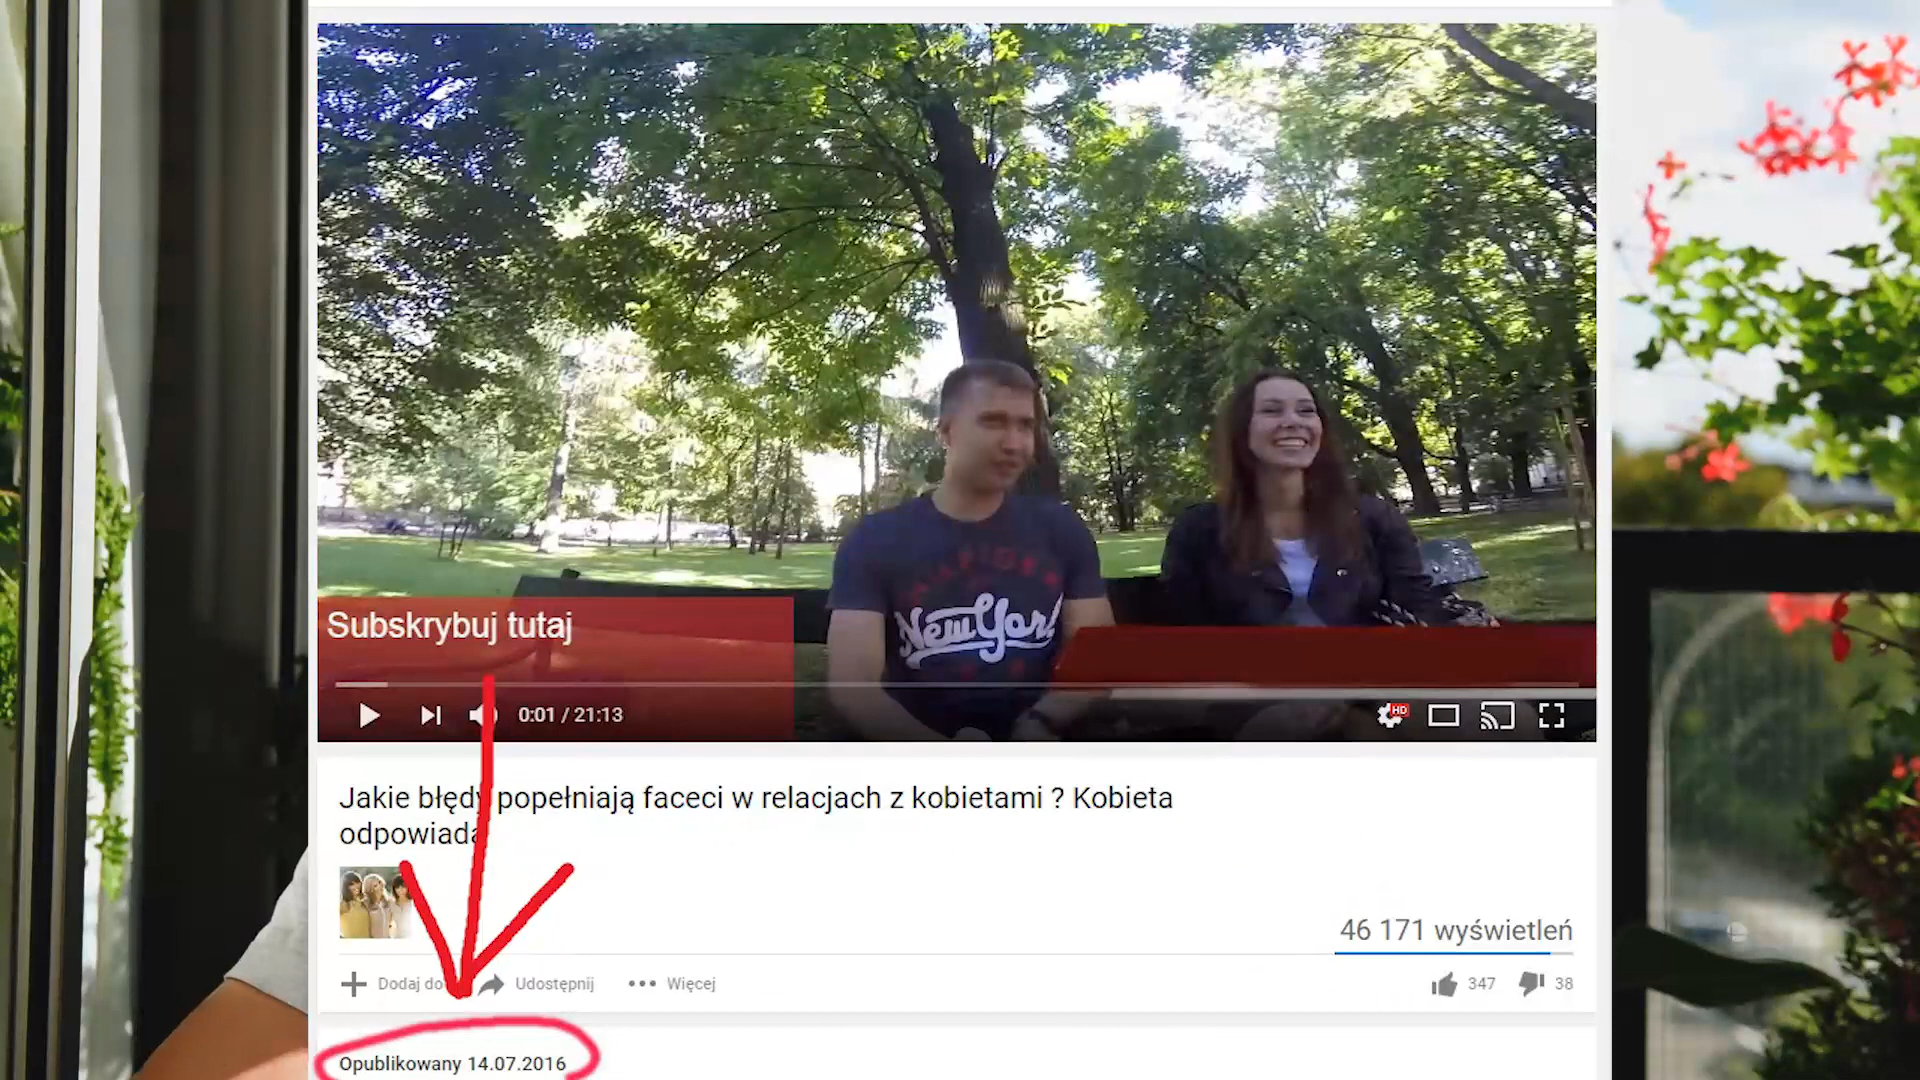 HILFIGER
New York
Subskrybuj tutaj
0:01 / 21:13
HD
Jakie błędy popełniają faceci w relacjach z kobietami ? Kobieta
odpowiada
46 171 wyświetleń
Dodaj do Udostępnij Więcej
347 38
Opublikowany 14.07.2016